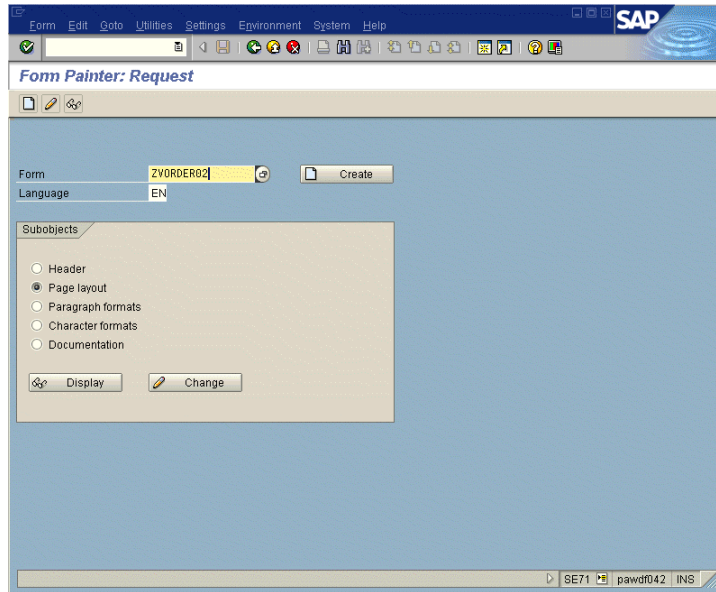 Form Edit Goto Utilities Settings Environment System Help
SAP
Form Painter: Request
Form ZVORDER02 Create
Language EN
Subobjects
Header
Page layout
Paragraph formats
Character formats
Documentation
Display Change
SE71 pawdf042 INS